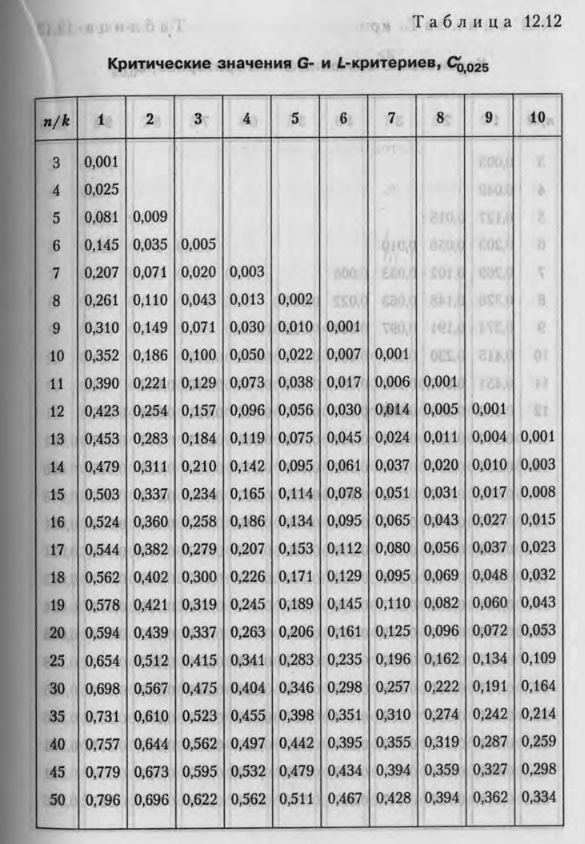 Таблица 12.12
Критические значения G- и L-критериев, C′0,025
n/k 1 2 3 4 5 6 7 8 9 10
3 0,001
4 0,025
5 0,081 0,009
6 0,145 0,035 0,005
7 0,207 0,071 0,020 0,003
8 0,261 0,110 0,043 0,013 0,002
9 0,310 0,149 0,071 0,030 0,010 0,001
10 0,352 0,186 0,100 0,050 0,022 0,007 0,001
11 0,390 0,221 0,129 0,073 0,038 0,017 0,006 0,001
12 0,423 0,254 0,157 0,096 0,056 0,030 0,014 0,005 0,001
13 0,453 0,283 0,184 0,119 0,075 0,045 0,024 0,011 0,004 0,001
14 0,479 0,311 0,210 0,142 0,095 0,061 0,037 0,020 0,010 0,003
15 0,503 0,337 0,234 0,165 0,114 0,078 0,051 0,031 0,017 0,008
16 0,524 0,360 0,258 0,186 0,134 0,095 0,065 0,043 0,027 0,015
17 0,544 0,382 0,279 0,207 0,153 0,112 0,080 0,056 0,037 0,023
18 0,562 0,402 0,300 0,226 0,171 0,129 0,095 0,069 0,048 0,032
19 0,578 0,421 0,319 0,245 0,189 0,145 0,110 0,082 0,060 0,043
20 0,594 0,439 0,337 0,263 0,206 0,161 0,125 0,096 0,072 0,053
25 0,654 0,512 0,415 0,341 0,283 0,235 0,196 0,162 0,134 0,109
30 0,698 0,567 0,475 0,404 0,346 0,298 0,257 0,222 0,191 0,164
35 0,731 0,610 0,523 0,455 0,398 0,351 0,310 0,274 0,242 0,214
40 0,757 0,644 0,562 0,497 0,442 0,395 0,355 0,319 0,287 0,259
45 0,779 0,673 0,595 0,532 0,479 0,434 0,394 0,359 0,327 0,298
50 0,796 0,696 0,622 0,562 0,511 0,467 0,428 0,394 0,362 0,334